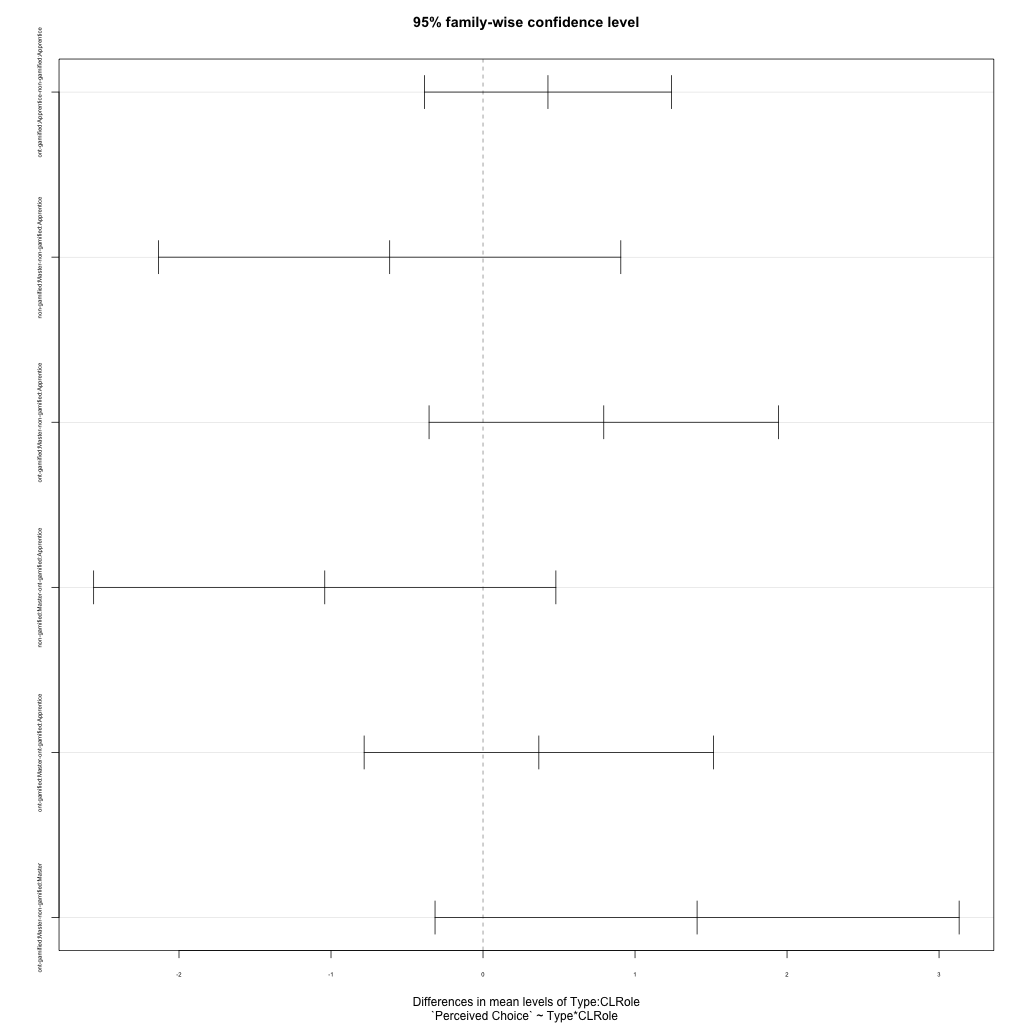 95% family-wise confidence level
ont-gamified:Apprentice-non-gamified:Apprentice
non-gamified:Master-non-gamified:Apprentice
ont-gamified:Master-non-gamified:Apprentice
non-gamified:Master-ont-gamified:Apprentice
ont-gamified:Master-ont-gamified:Apprentice
ont-gamified:Master-non-gamified:Master
-2 -1 0 1 2 3
Differences in mean levels of Type:CLRole
`Perceived Choice` ~ Type*CLRole